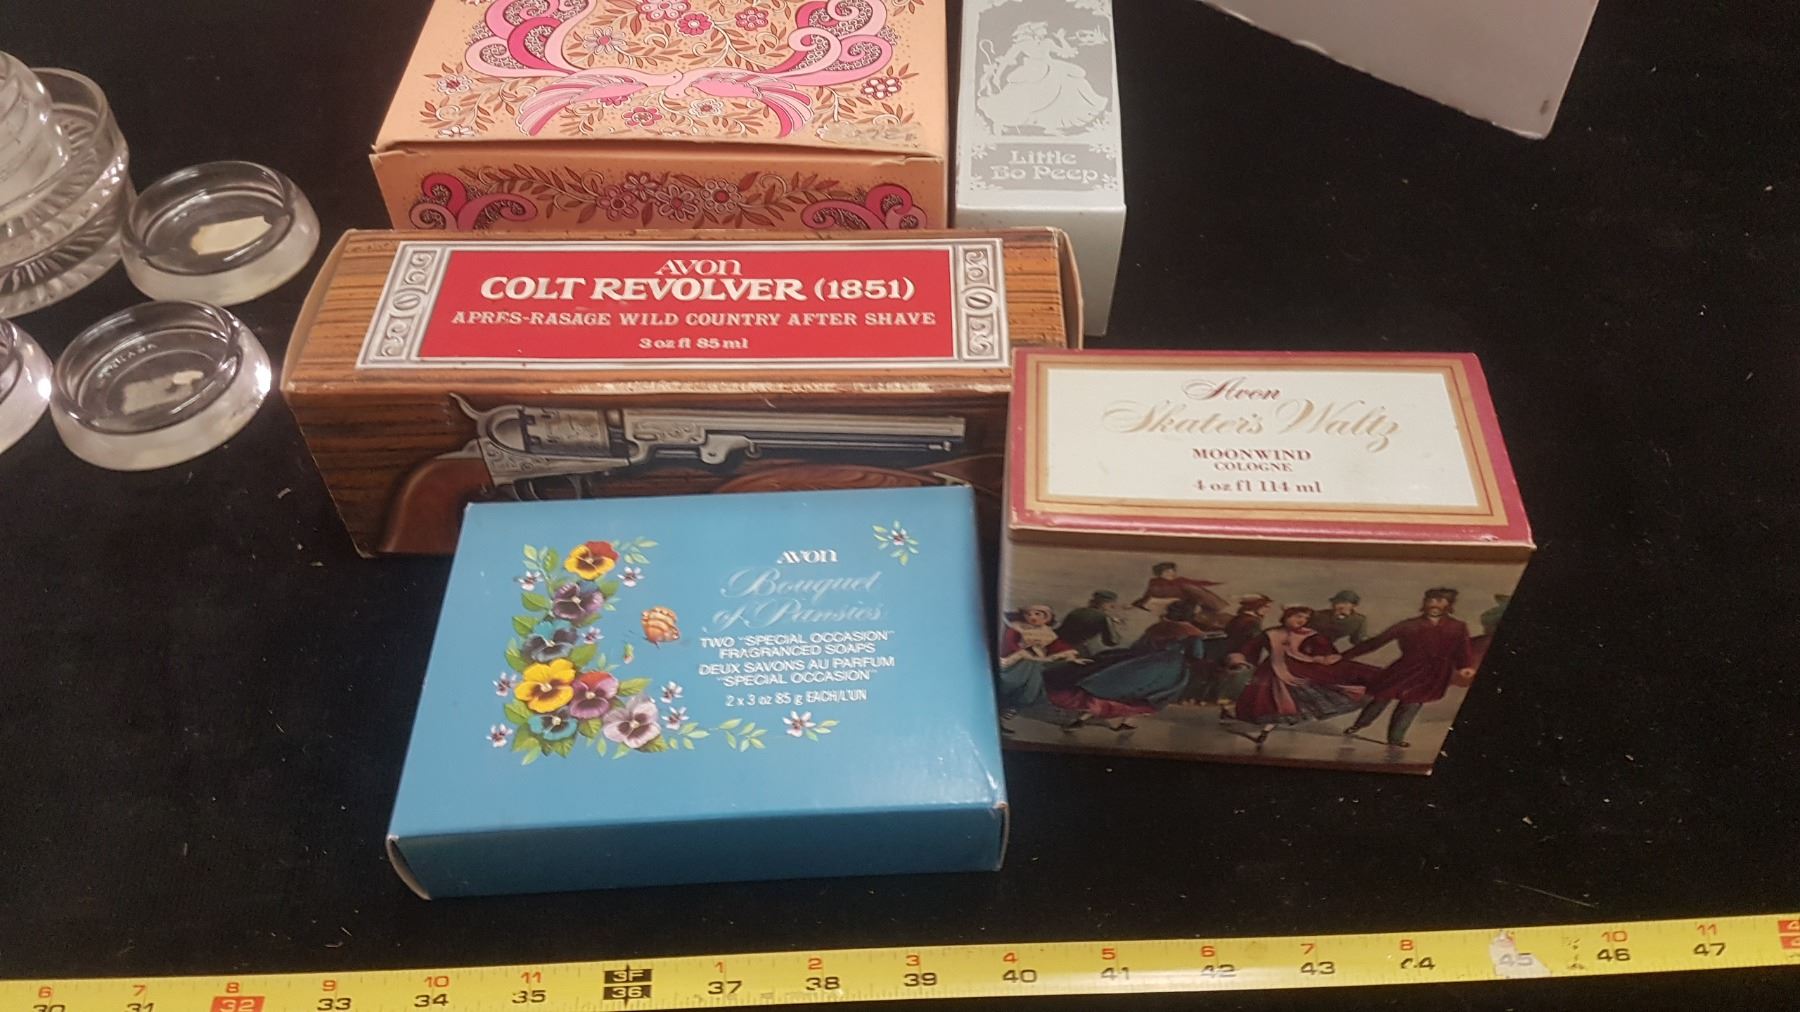 Little
Bo Peep
AVON
COLT REVOLVER (1851)
APRES-RASAGE WILD COUNTRY AFTER SHAVE
3 oz fl 85 ml
Avon
Skater's Waltz
MOONWIND
COLOGNE
4 oz fl 114 ml
AVON
Bouquet
of Pansies
TWO "SPECIAL OCCASION"
FRAGRANCED SOAPS
DEUX SAVONS AU PARFUM
"SPECIAL OCCASION"
2 x 3 oz 85 g EACH/L'UN
6 7 8 9 10 11 3F 1 2 3 4 5 6 7 8 10 11
30 31 32 33 34 35 36 37 38 39 40 41 42 43 44 45 46 47